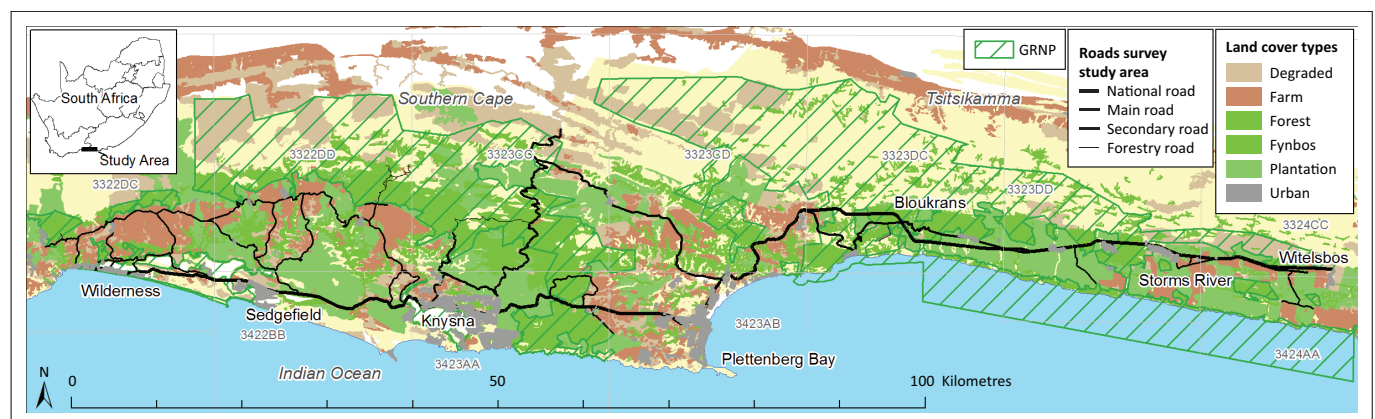 South Africa
Study Area
GRNP
Roads survey
study area
National road
Main road
Secondary road
Forestry road
Land cover types
Degraded
Farm
Forest
Fynbos
Plantation
Urban
Southern Cape
Tsitsikamma
3322DD
3323CC
3323CD
3323DC
3322DC
3323DD
Bloukrans
3324CC
Witelsbos
Storms River
Wilderness
Sedgefield
Knysna
3422BB
3423AB
3423AA
Plettenberg Bay
3424AA
Indian Ocean
N
0 50 100 Kilometres